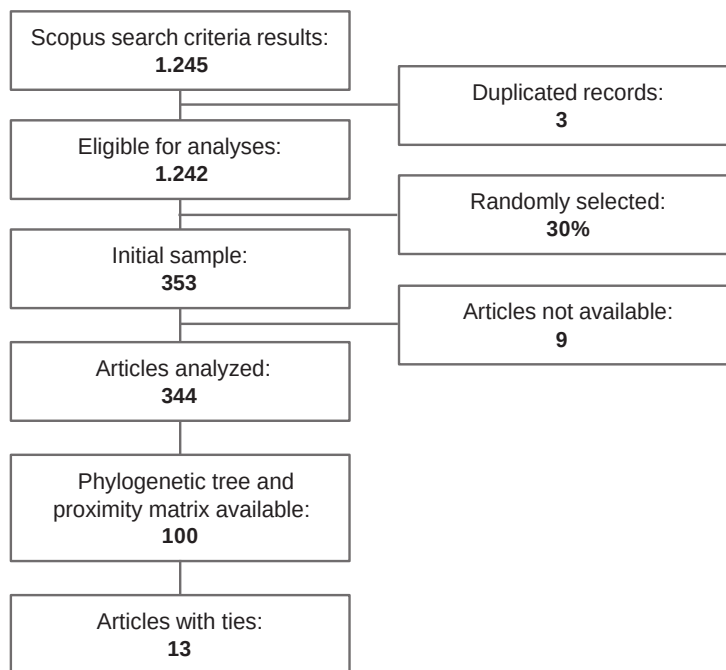 Scopus search criteria results:
1.245
Duplicated records:
3
Eligible for analyses:
1.242
Randomly selected:
30%
Initial sample:
353
Articles not available:
9
Articles analyzed:
344
Phylogenetic tree and
proximity matrix available:
100
Articles with ties:
13